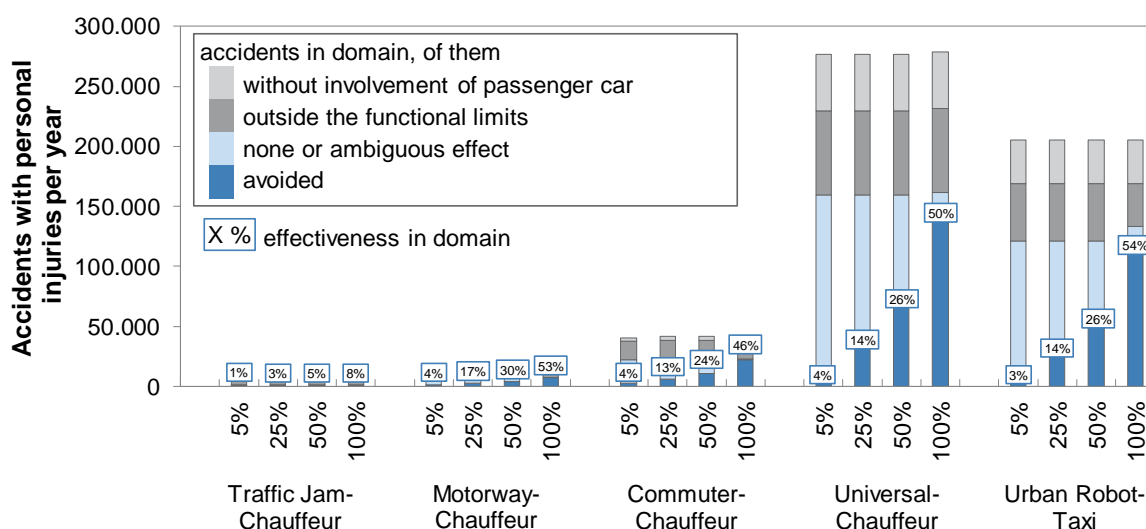 300.000
250.000
200.000
150.000
100.000
50.000
0
Accidents with personal
injuries per year
accidents in domain, of them
without involvement of passenger car
outside the functional limits
none or ambiguous effect
avoided
X % effectiveness in domain
1% 3% 5% 8%
4% 17% 30% 53%
4% 13% 24% 46%
4% 14% 26% 50%
3% 14% 26% 54%
5% 25% 50% 100%
5% 25% 50% 100%
5% 25% 50% 100%
5% 25% 50% 100%
5% 25% 50% 100%
Traffic Jam-
Chauffeur
Motorway-
Chauffeur
Commuter-
Chauffeur
Universal-
Chauffeur
Urban Robot-
Taxi